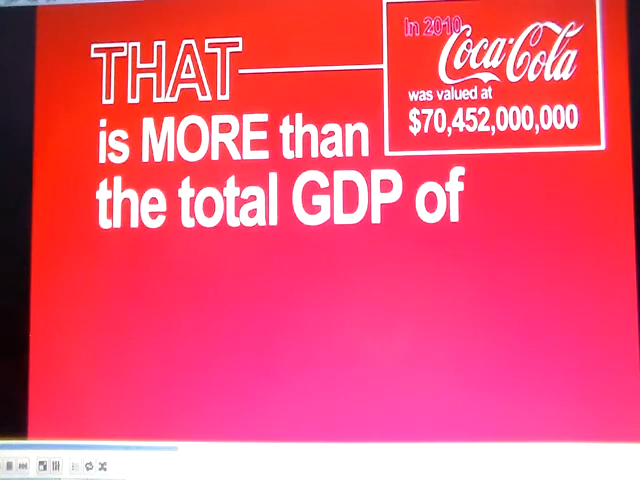 THAT
is MORE than
the total GDP of
In 2010
Coca-Cola
was valued at
$70,452,000,000